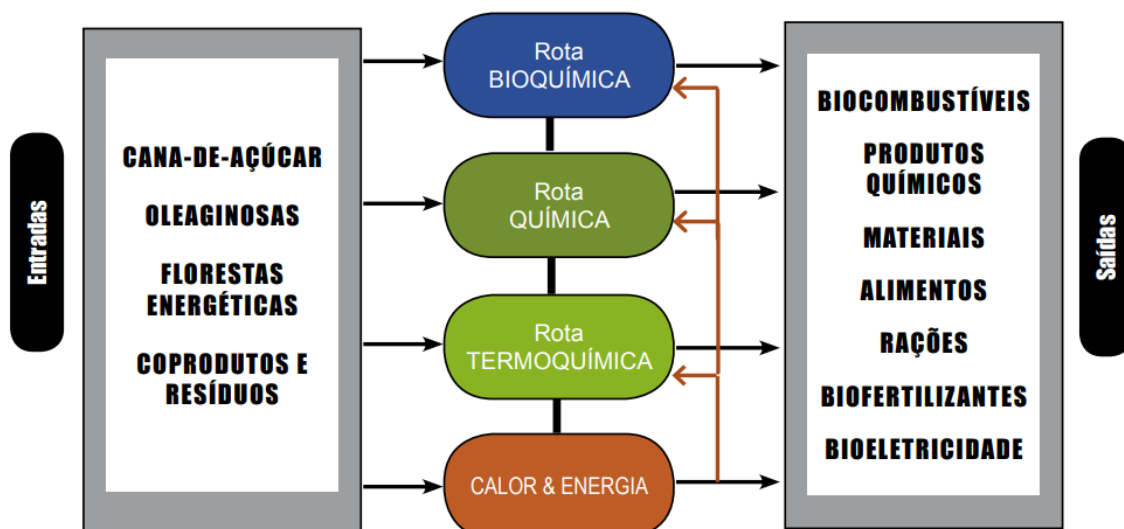 Entradas
CANA-DE-AÇÚCAR
OLEAGINOSAS
FLORESTAS
ENERGÉTICAS
COPRODUTOS E
RESÍDUOS
Rota
BIOQUÍMICA
Rota
QUÍMICA
Rota
TERMOQUÍMICA
CALOR & ENERGIA
BIOCOMBUSTÍVEIS
PRODUTOS
QUÍMICOS
MATERIAIS
ALIMENTOS
RAÇÕES
BIOFERTILIZANTES
BIOELETRICIDADE
Saídas